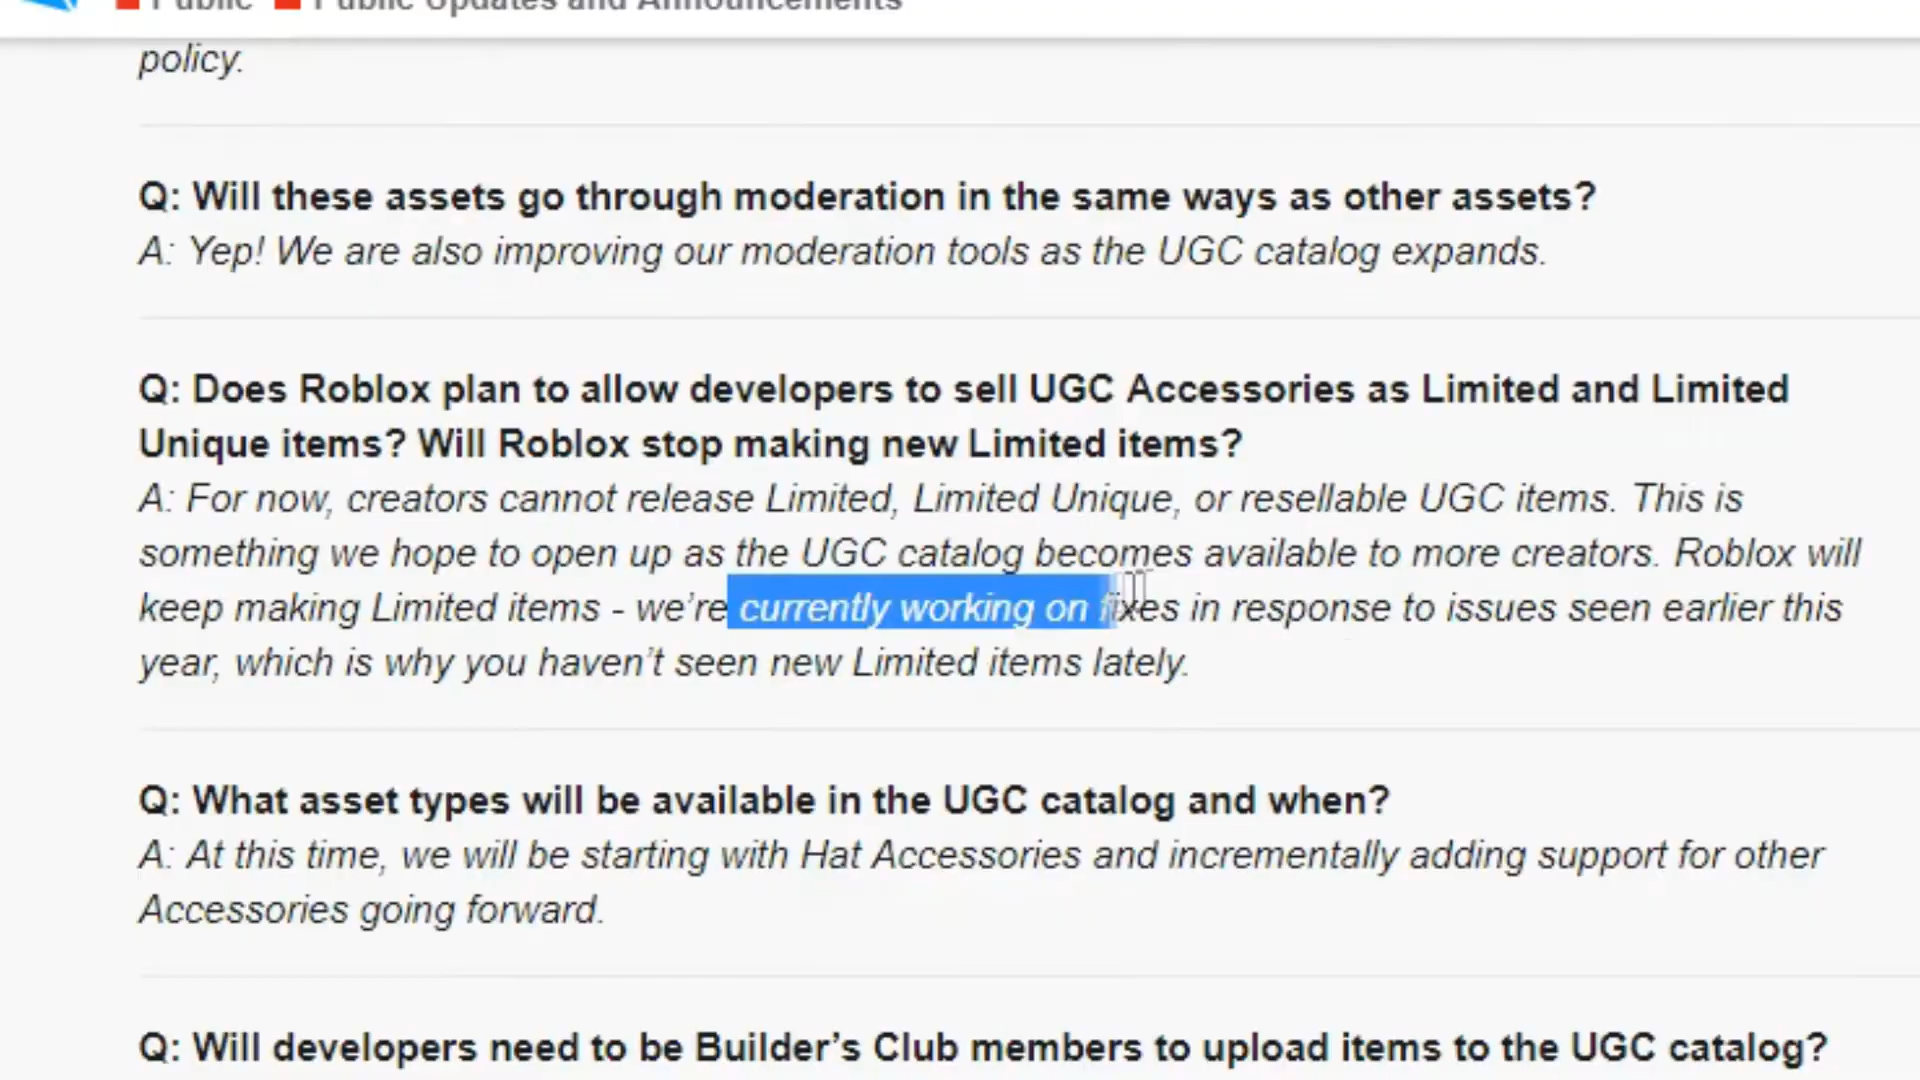 Public Public Updates and Announcements
policy.
Q: Will these assets go through moderation in the same ways as other assets?
A: Yep! We are also improving our moderation tools as the UGC catalog expands.
Q: Does Roblox plan to allow developers to sell UGC Accessories as Limited and Limited
Unique items? Will Roblox stop making new Limited items?
A: For now, creators cannot release Limited, Limited Unique, or resellable UGC items. This is
something we hope to open up as the UGC catalog becomes available to more creators. Roblox will
keep making Limited items - we’re currently working on fixes in response to issues seen earlier this
year, which is why you haven’t seen new Limited items lately.
Q: What asset types will be available in the UGC catalog and when?
A: At this time, we will be starting with Hat Accessories and incrementally adding support for other
Accessories going forward.
Q: Will developers need to be Builder’s Club members to upload items to the UGC catalog?